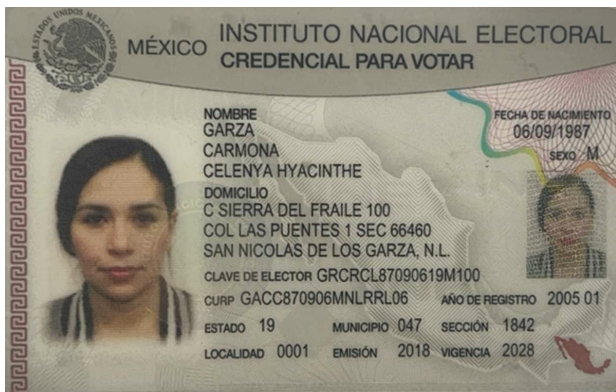 ESTADOS UNIDOS MEXICANOS
MÉXICO INSTITUTO NACIONAL ELECTORAL
CREDENCIAL PARA VOTAR
NOMBRE
GARZA
CARMONA
CELENYA HYACINTHE
FECHA DE NACIMIENTO
06/09/1987
SEXO M
DOMICILIO
C SIERRA DEL FRAILE 100
COL LAS PUENTES 1 SEC 66460
SAN NICOLAS DE LOS GARZA, N.L.
CLAVE DE ELECTOR GRCRCL87090619M100
CURP GACC870906MNLRRL06 AÑO DE REGISTRO 2005 01
ESTADO 19 MUNICIPIO 047 SECCIÓN 1842
LOCALIDAD 0001 EMISIÓN 2018 VIGENCIA 2028